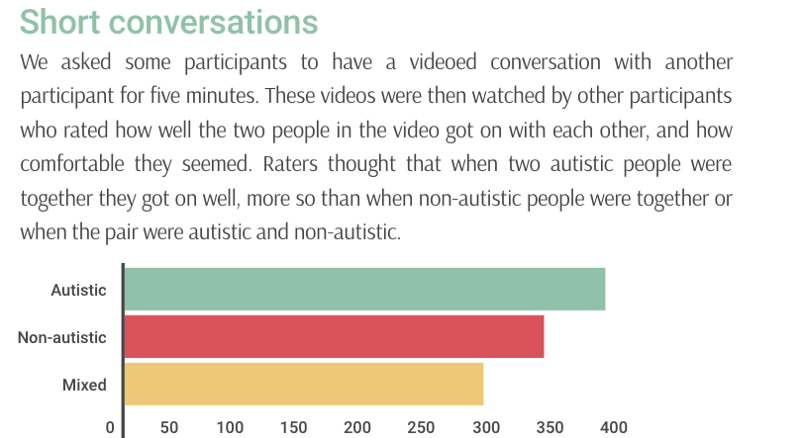 Short conversations
We asked some participants to have a videoed conversation with another
participant for five minutes. These videos were then watched by other participants
who rated how well the two people in the video got on with each other, and how
comfortable they seemed. Raters thought that when two autistic people were
together they got on well, more so than when non-autistic people were together or
when the pair were autistic and non-autistic.
Autistic
Non-autistic
Mixed
0 50 100 150 200 250 300 350 400